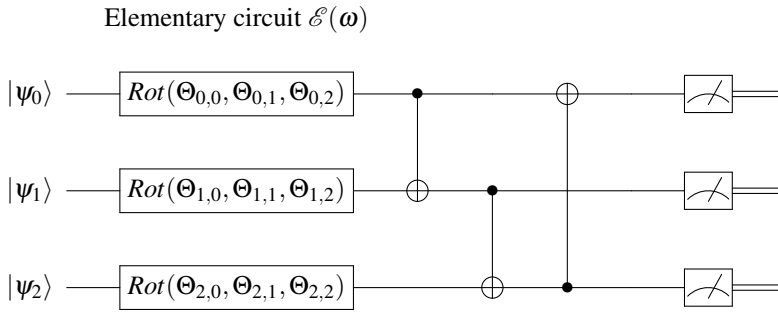 Elementary circuit ℰ(ω)
|ψ₀⟩ Rot(Θ₀,₀, Θ₀,₁, Θ₀,₂)
|ψ₁⟩ Rot(Θ₁,₀, Θ₁,₁, Θ₁,₂)
|ψ₂⟩ Rot(Θ₂,₀, Θ₂,₁, Θ₂,₂)